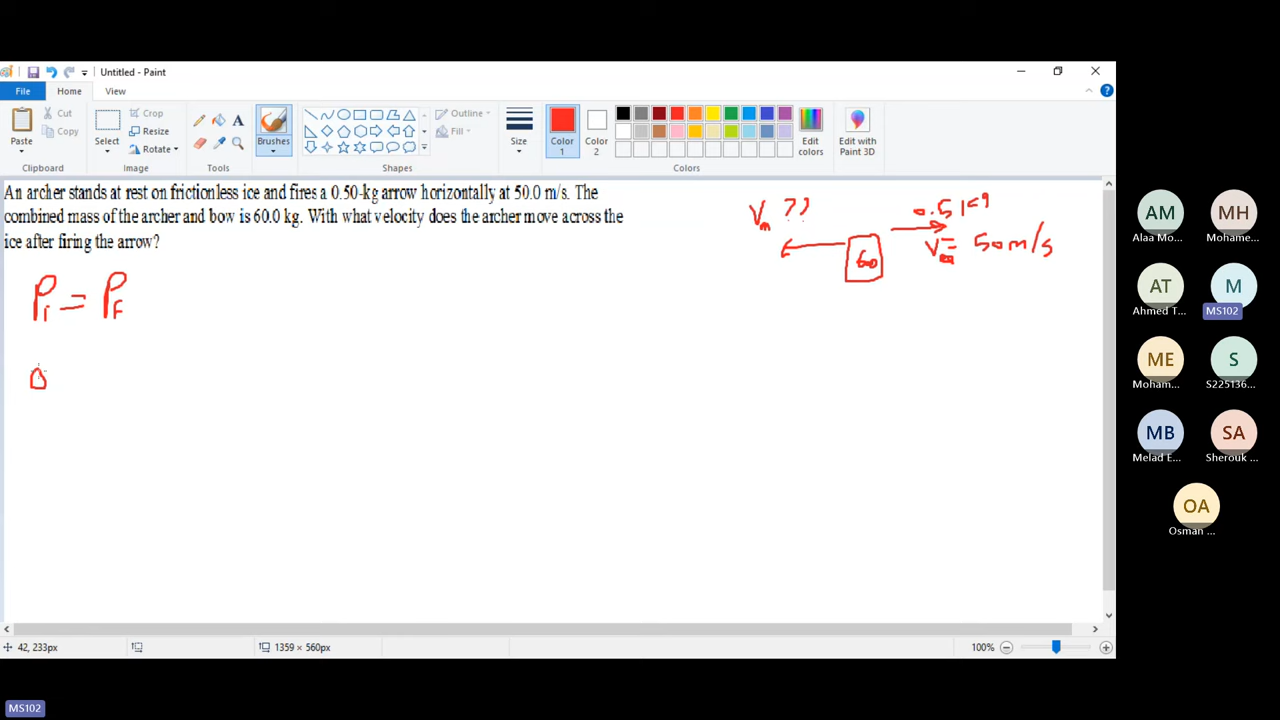 Untitled - Paint
File
Home
View
Paste
Cut
Copy
Clipboard
Select
Crop
Resize
Rotate
Image
Tools
Brushes
Outline
Fill
Shapes
Size
Color 1
Color 2
Edit colors
Edit with Paint 3D
Colors
An archer stands at rest on frictionless ice and fires a 0.50-kg arrow horizontally at 50.0 m/s. The
combined mass of the archer and bow is 60.0 kg. With what velocity does the archer move across the
ice after firing the arrow?
Vm ??
0.5 kg
60
V = 50 m/s
Pi = Pf
0
42, 233px
1359 × 560px
100%
AM
Alaa Mo...
MH
Mohame...
AT
Ahmed T...
M
MS102
ME
Moham...
S
S225136...
MB
Melad E...
SA
Sherouk ...
OA
Osman ...
MS102